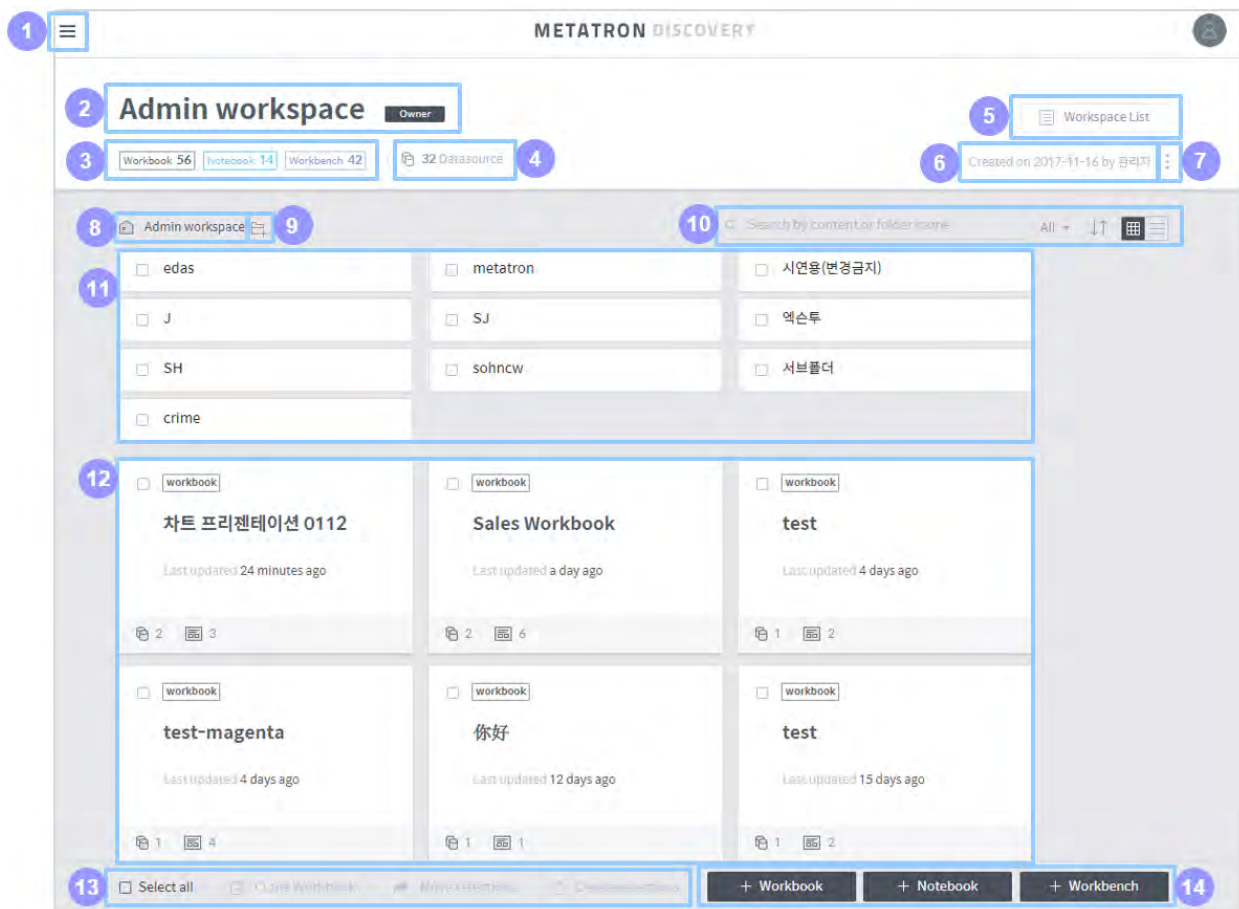 1
METATRON DISCOVERY
2 Admin workspace Owner
5 Workspace List
3 Workbook 56 Notebook 14 Workbench 42 32 Datasource 4
6 Created on 2017-11-16 by 관리자 7
8 Admin workspace 9
10 Search by content or folder name All
11
edas metatron 시연용(변경금지)
J SJ 엑슨투
SH sohncw 서브폴더
crime
12
workbook workbook workbook
차트 프리젠테이션 0112 Sales Workbook test
Last updated 24 minutes ago Last updated a day ago Last updated 4 days ago
2 3 2 6 1 2
workbook workbook workbook
test-magenta 你好 test
Last updated 4 days ago Last updated 12 days ago Last updated 15 days ago
1 4 1 1 1 2
13 Select all Clone Workbook Move selections Delete selections + Workbook + Notebook + Workbench 14